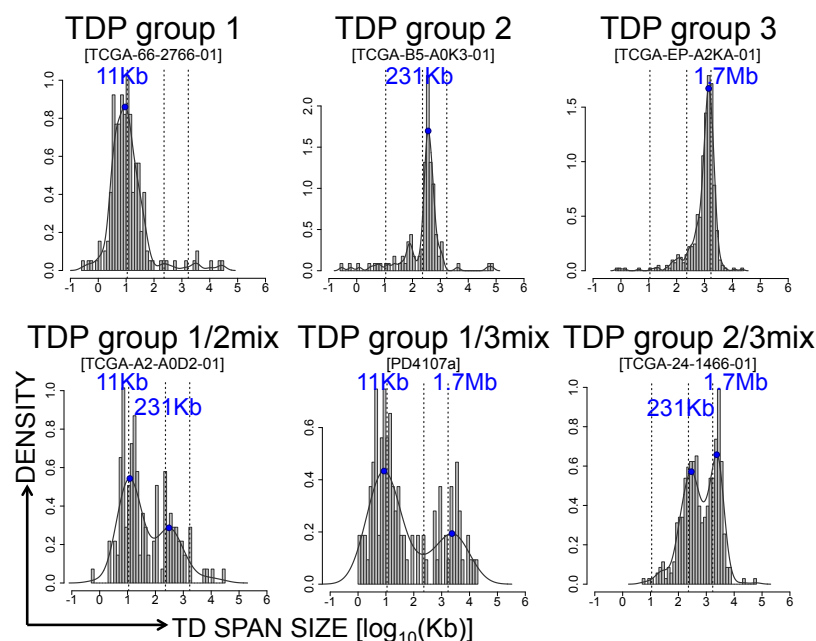 TDP group 1
[TCGA-66-2766-01]
11Kb
1.0
0.8
0.6
0.4
0.2
0.0
-1 0 1 2 3 4 5 6
TDP group 2
[TCGA-B5-A0K3-01]
231Kb
2.0
1.5
1.0
0.5
0.0
-1 0 1 2 3 4 5 6
TDP group 3
[TCGA-EP-A2KA-01]
1.7Mb
1.5
1.0
0.5
0.0
-1 0 1 2 3 4 5 6
TDP group 1/2mix
[TCGA-A2-A0D2-01]
11Kb
231Kb
1.0
0.8
0.6
0.4
0.2
0.0
-1 0 1 2 3 4 5 6
TDP group 1/3mix
[PD4107a]
11Kb 1.7Mb
0.6
0.4
0.2
0.0
-1 0 1 2 3 4 5 6
TDP group 2/3mix
[TCGA-24-1466-01]
1.7Mb
231Kb
1.0
0.8
0.6
0.4
0.2
0.0
-1 0 1 2 3 4 5 6
DENSITY
TD SPAN SIZE [log10(Kb)]